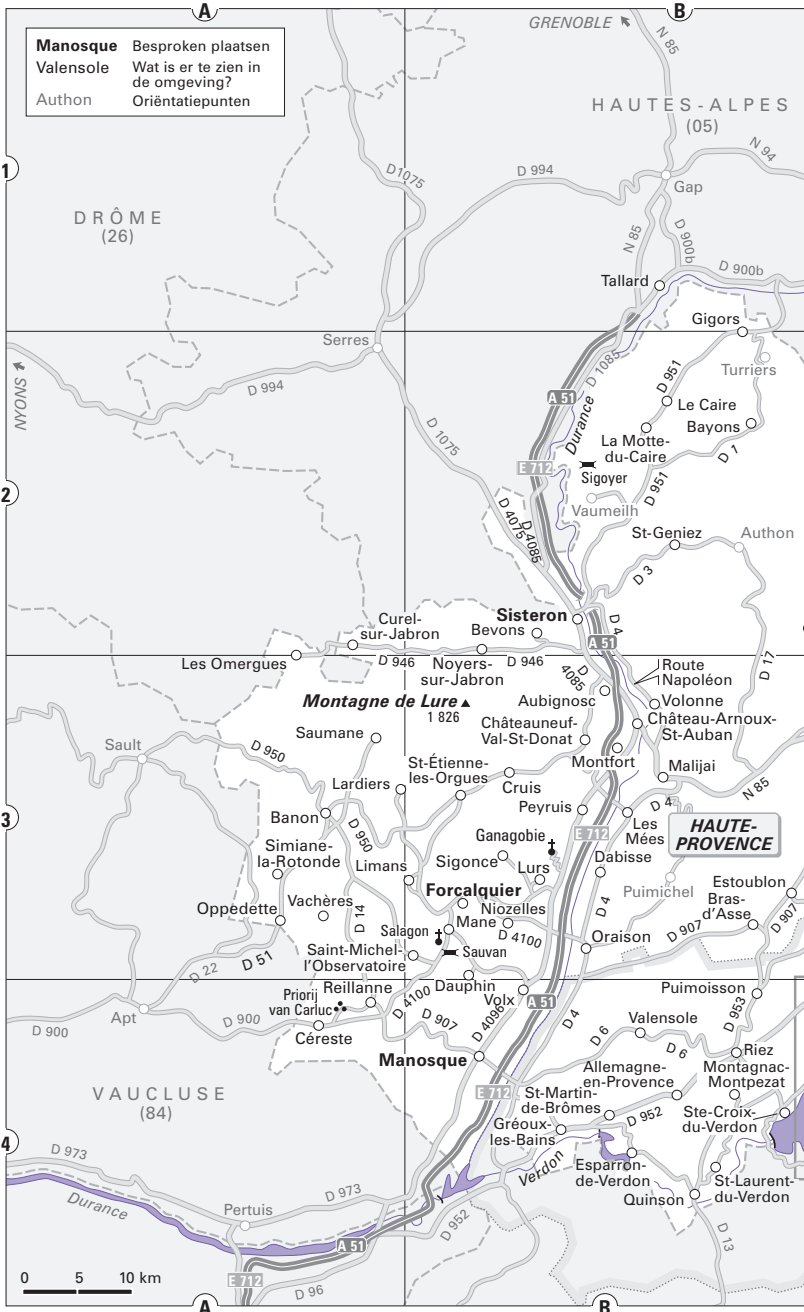 A
B
Manosque Besproken plaatsen
Valensole Wat is er te zien in
de omgeving?
Authon Oriëntatiepunten
GRENOBLE
N 85
HAUTES-ALPES
(05)
1
D1075
D 994
N 94
Gap
DRÔME
(26)
N 85
D 900b
D 900b
Tallard
Gigors
Serres
D 1085
Turriers
NYONS
D 994
A 51
D 951
Durance
Le Caire
Bayons
D 1075
La Motte-
du-Caire
E 712
D 1
Sigoyer
D 951
2
Vaumeilh
D 4075
D 4085
St-Geniez
Authon
D 3
Sisteron
D 4
Curel-
sur-Jabron
Bevons
A 51
Les Omergues
D 946
Noyers-
sur-Jabron
D 946
D 4085
Route
Napoléon
D 17
Montagne de Lure
1 826
Aubignosc
Volonne
Saumane
Châteauneuf-
Val-St-Donat
Château-Arnoux-
St-Auban
Sault
D 950
St-Étienne-
les-Orgues
Montfort
Malijai
Lardiers
Cruis
N 85
3
Banon
Peyruis
D 4
D 950
Les
Mées
HAUTE-
PROVENCE
Simiane-
la-Rotonde
Ganagobie
E 712
Limans
Sigonce
Lurs
Dabisse
Forcalquier
Puimichel
Estoublon
Vachères
Niozelles
D 4
Bras-
d'Asse
Oppedette
D 14
Mane
D 907
Salagon
D 4100
D 907
D 22
D 51
Saint-Michel-
l'Observatoire
Sauvan
Oraison
Dauphin
Puimoisson
Priorij
van Carluc
Reillanne
Volx
A 51
D 953
Apt
D 4100
D 4
Valensole
D 900
D 900
D 907
D 4096
D 6
Céreste
D 6
Riez
Manosque
Allemagne-
en-Provence
Montagnac-
Montpezat
VAUCLUSE
(84)
E 712
St-Martin-
de-Brômes
D 952
Ste-Croix-
du-Verdon
4
Gréoux-
les-Bains
D 973
Verdon
Esparron-
de-Verdon
St-Laurent-
du-Verdon
Durance
Quinson
Pertuis
D 973
D 952
D 13
A 51
0 5 10 km
E 712
D 96
A
B